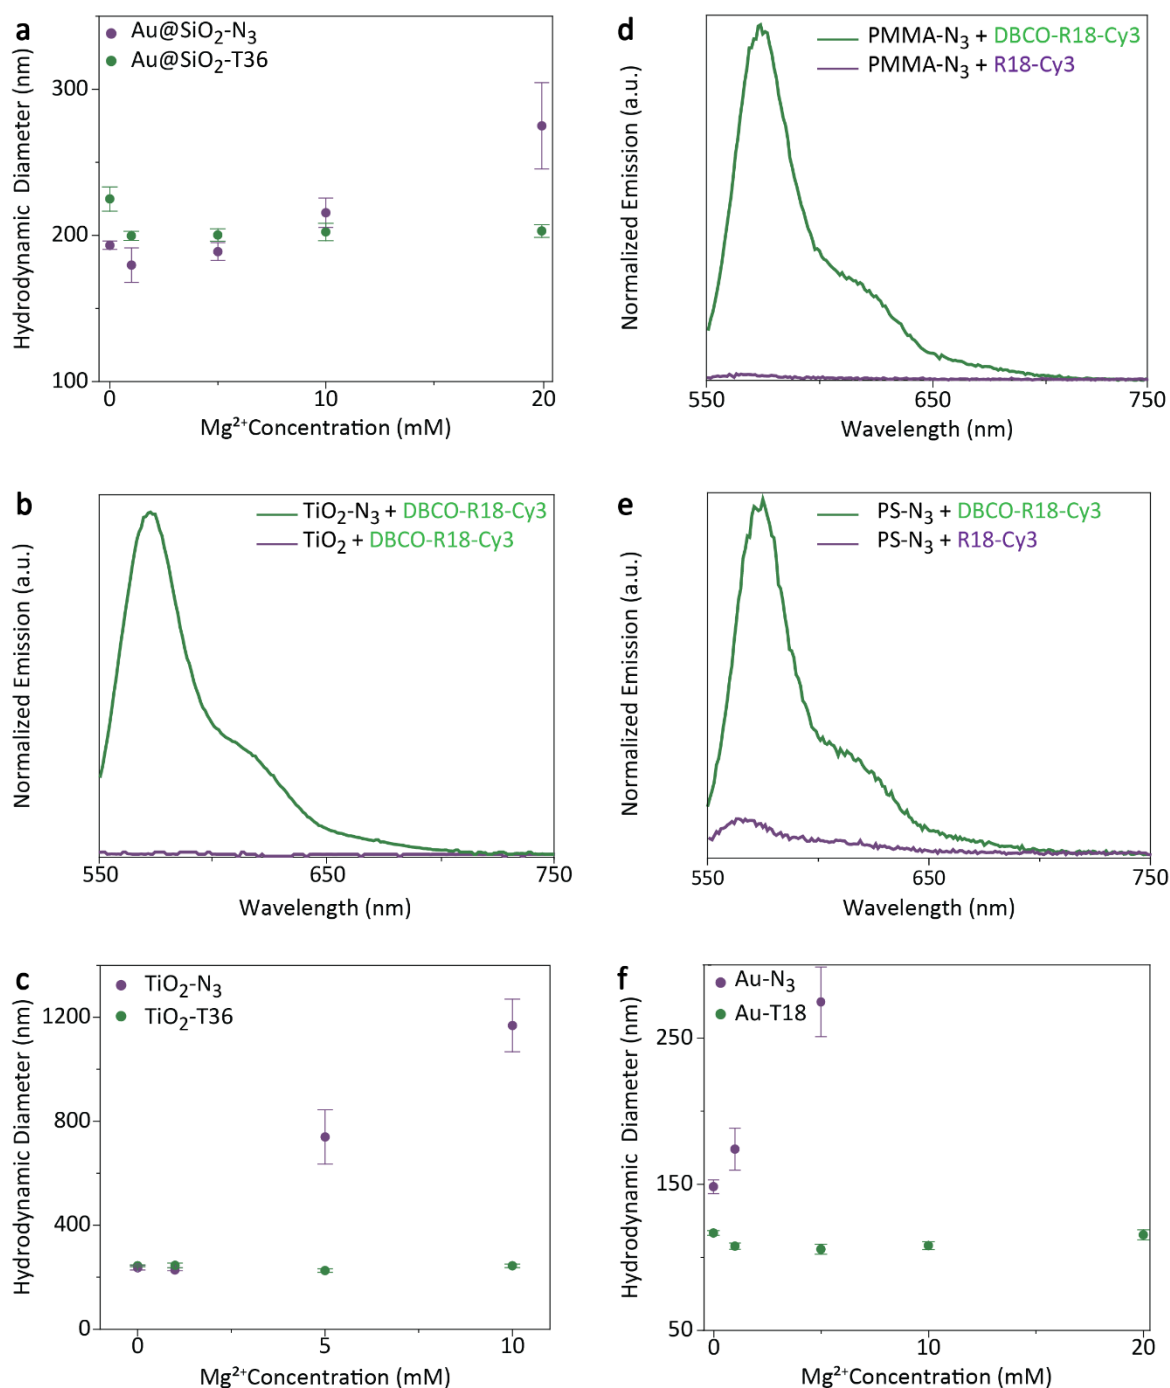 a
Au@SiO₂-N₃
Au@SiO₂-T36
300
200
100
Hydrodynamic Diameter (nm)
0
10
20
Mg²⁺Concentration (mM)
d
PMMA-N₃ + DBCO-R18-Cy3
PMMA-N₃ + R18-Cy3
Normalized Emission (a.u.)
550
650
750
Wavelength (nm)
b
TiO₂-N₃ + DBCO-R18-Cy3
TiO₂ + DBCO-R18-Cy3
Normalized Emission (a.u.)
550
650
750
Wavelength (nm)
e
PS-N₃ + DBCO-R18-Cy3
PS-N₃ + R18-Cy3
Normalized Emission (a.u.)
550
650
750
Wavelength (nm)
c
TiO₂-N₃
TiO₂-T36
1200
800
400
0
Hydrodynamic Diameter (nm)
0
5
10
Mg²⁺Concentration (mM)
f
Au-N₃
Au-T18
250
150
50
Hydrodynamic Diameter (nm)
0
10
20
Mg²⁺Concentration (mM)